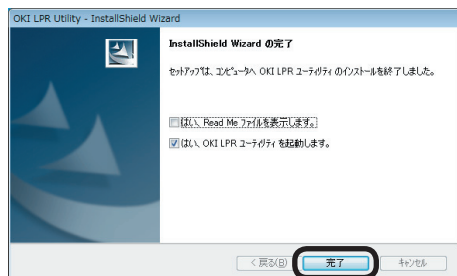 OKI LPR Utility - InstallShield Wizard
InstallShield Wizard の完了
セットアップは、コンピュータへ OKI LPR ユーティリティ のインストールを終了しました。
はい、Read Me ファイルを表示します。
はい、OKI LPR ユーティリティ を起動します。
< 戻る(B)
完了
キャンセル